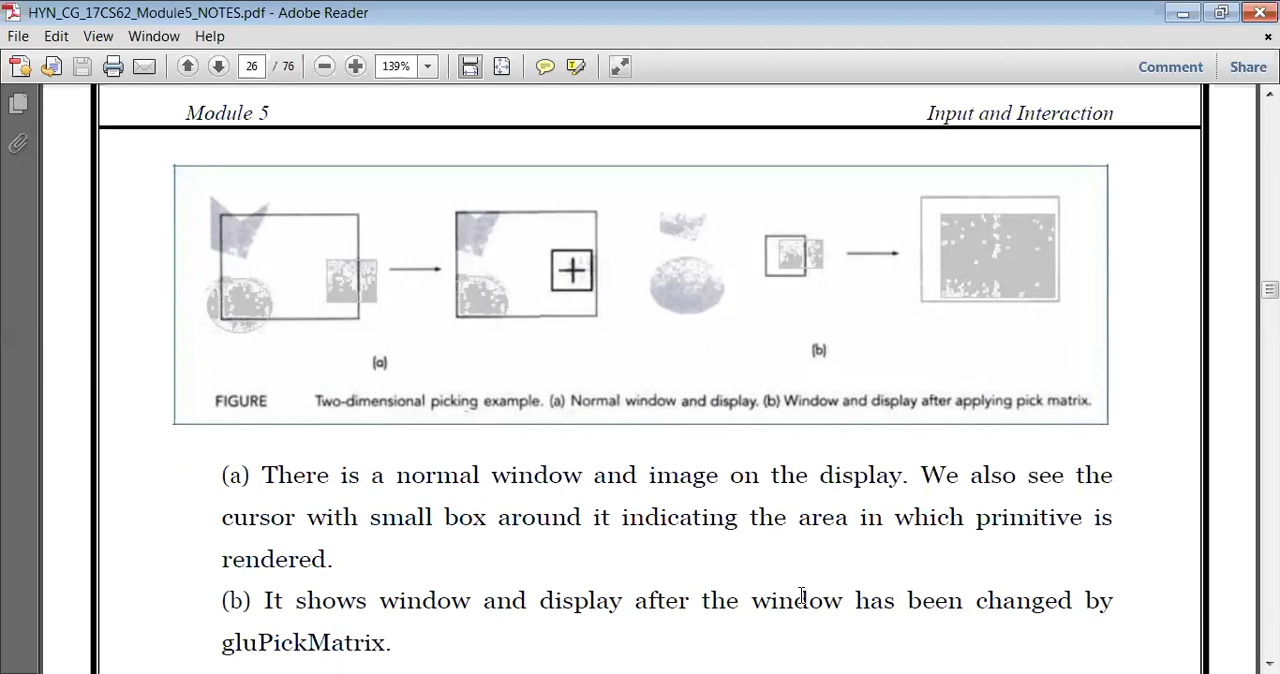 HYN_CG_17CS62_Module5_NOTES.pdf - Adobe Reader
File Edit View Window Help
26 / 76 139% Comment Share
Module 5 Input and Interaction
(a) (b)
FIGURE Two-dimensional picking example. (a) Normal window and display. (b) Window and display after applying pick matrix.
(a) There is a normal window and image on the display. We also see the
cursor with small box around it indicating the area in which primitive is
rendered.
(b) It shows window and display after the window has been changed by
gluPickMatrix.